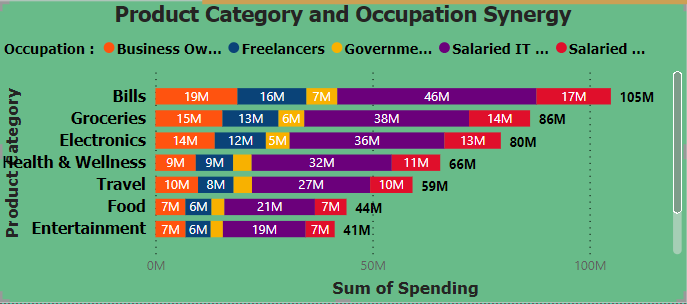 Product Category and Occupation Synergy
Occupation : Business Ow... Freelancers Governme... Salaried IT ... Salaried ...
Product Category
Bills 19M 16M 7M 46M 17M 105M
Groceries 15M 13M 6M 38M 14M 86M
Electronics 14M 12M 5M 36M 13M 80M
Health & Wellness 9M 9M 32M 11M 66M
Travel 10M 8M 27M 10M 59M
Food 7M 6M 21M 7M 44M
Entertainment 7M 6M 19M 7M 41M
0M 50M 100M
Sum of Spending